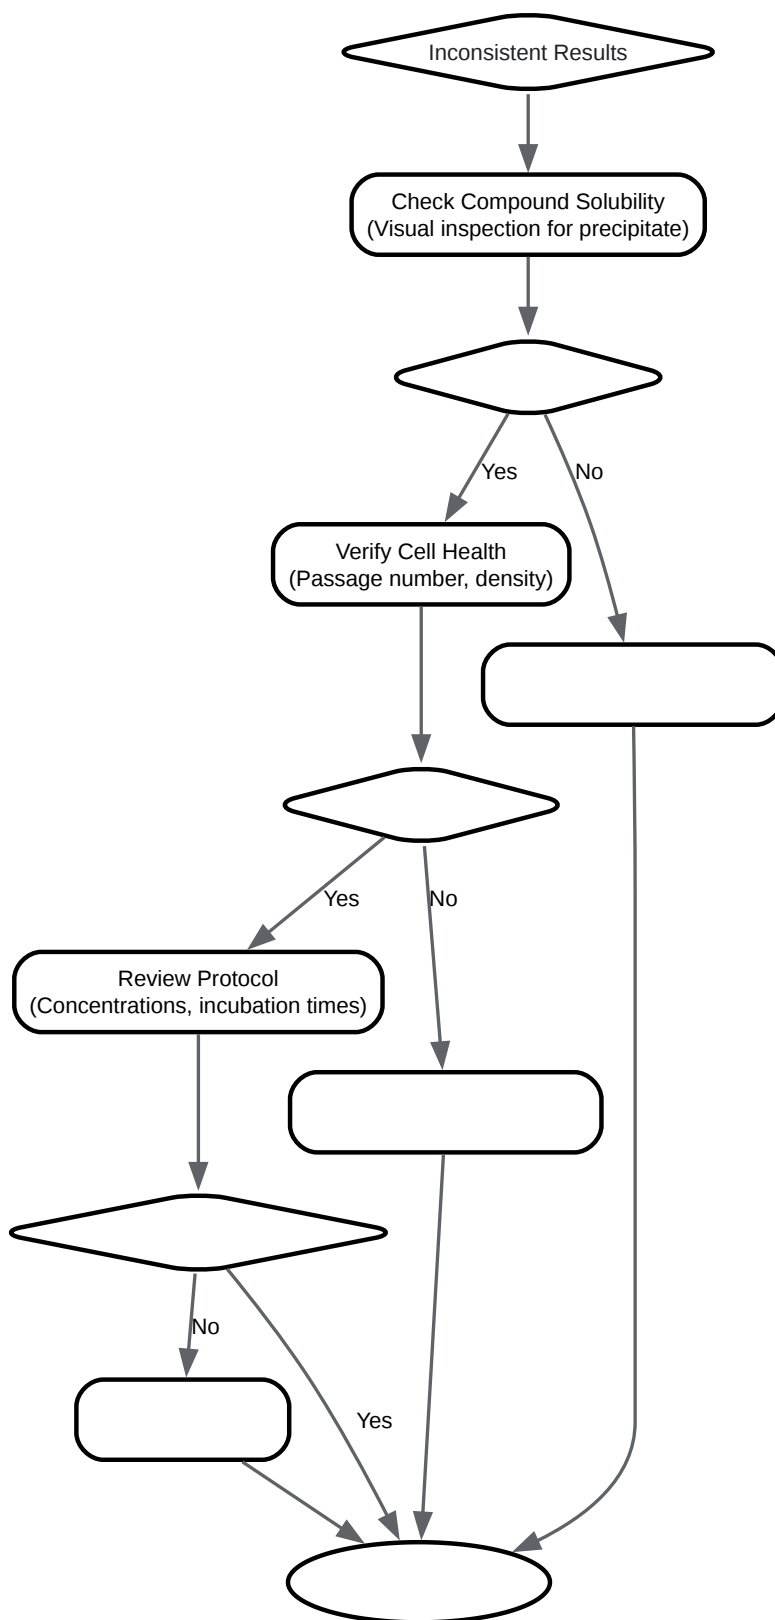 Inconsistent Results
Check Compound Solubility
(Visual inspection for precipitate)
Yes
No
Verify Cell Health
(Passage number, density)
Yes
No
Review Protocol
(Concentrations, incubation times)
No
Yes